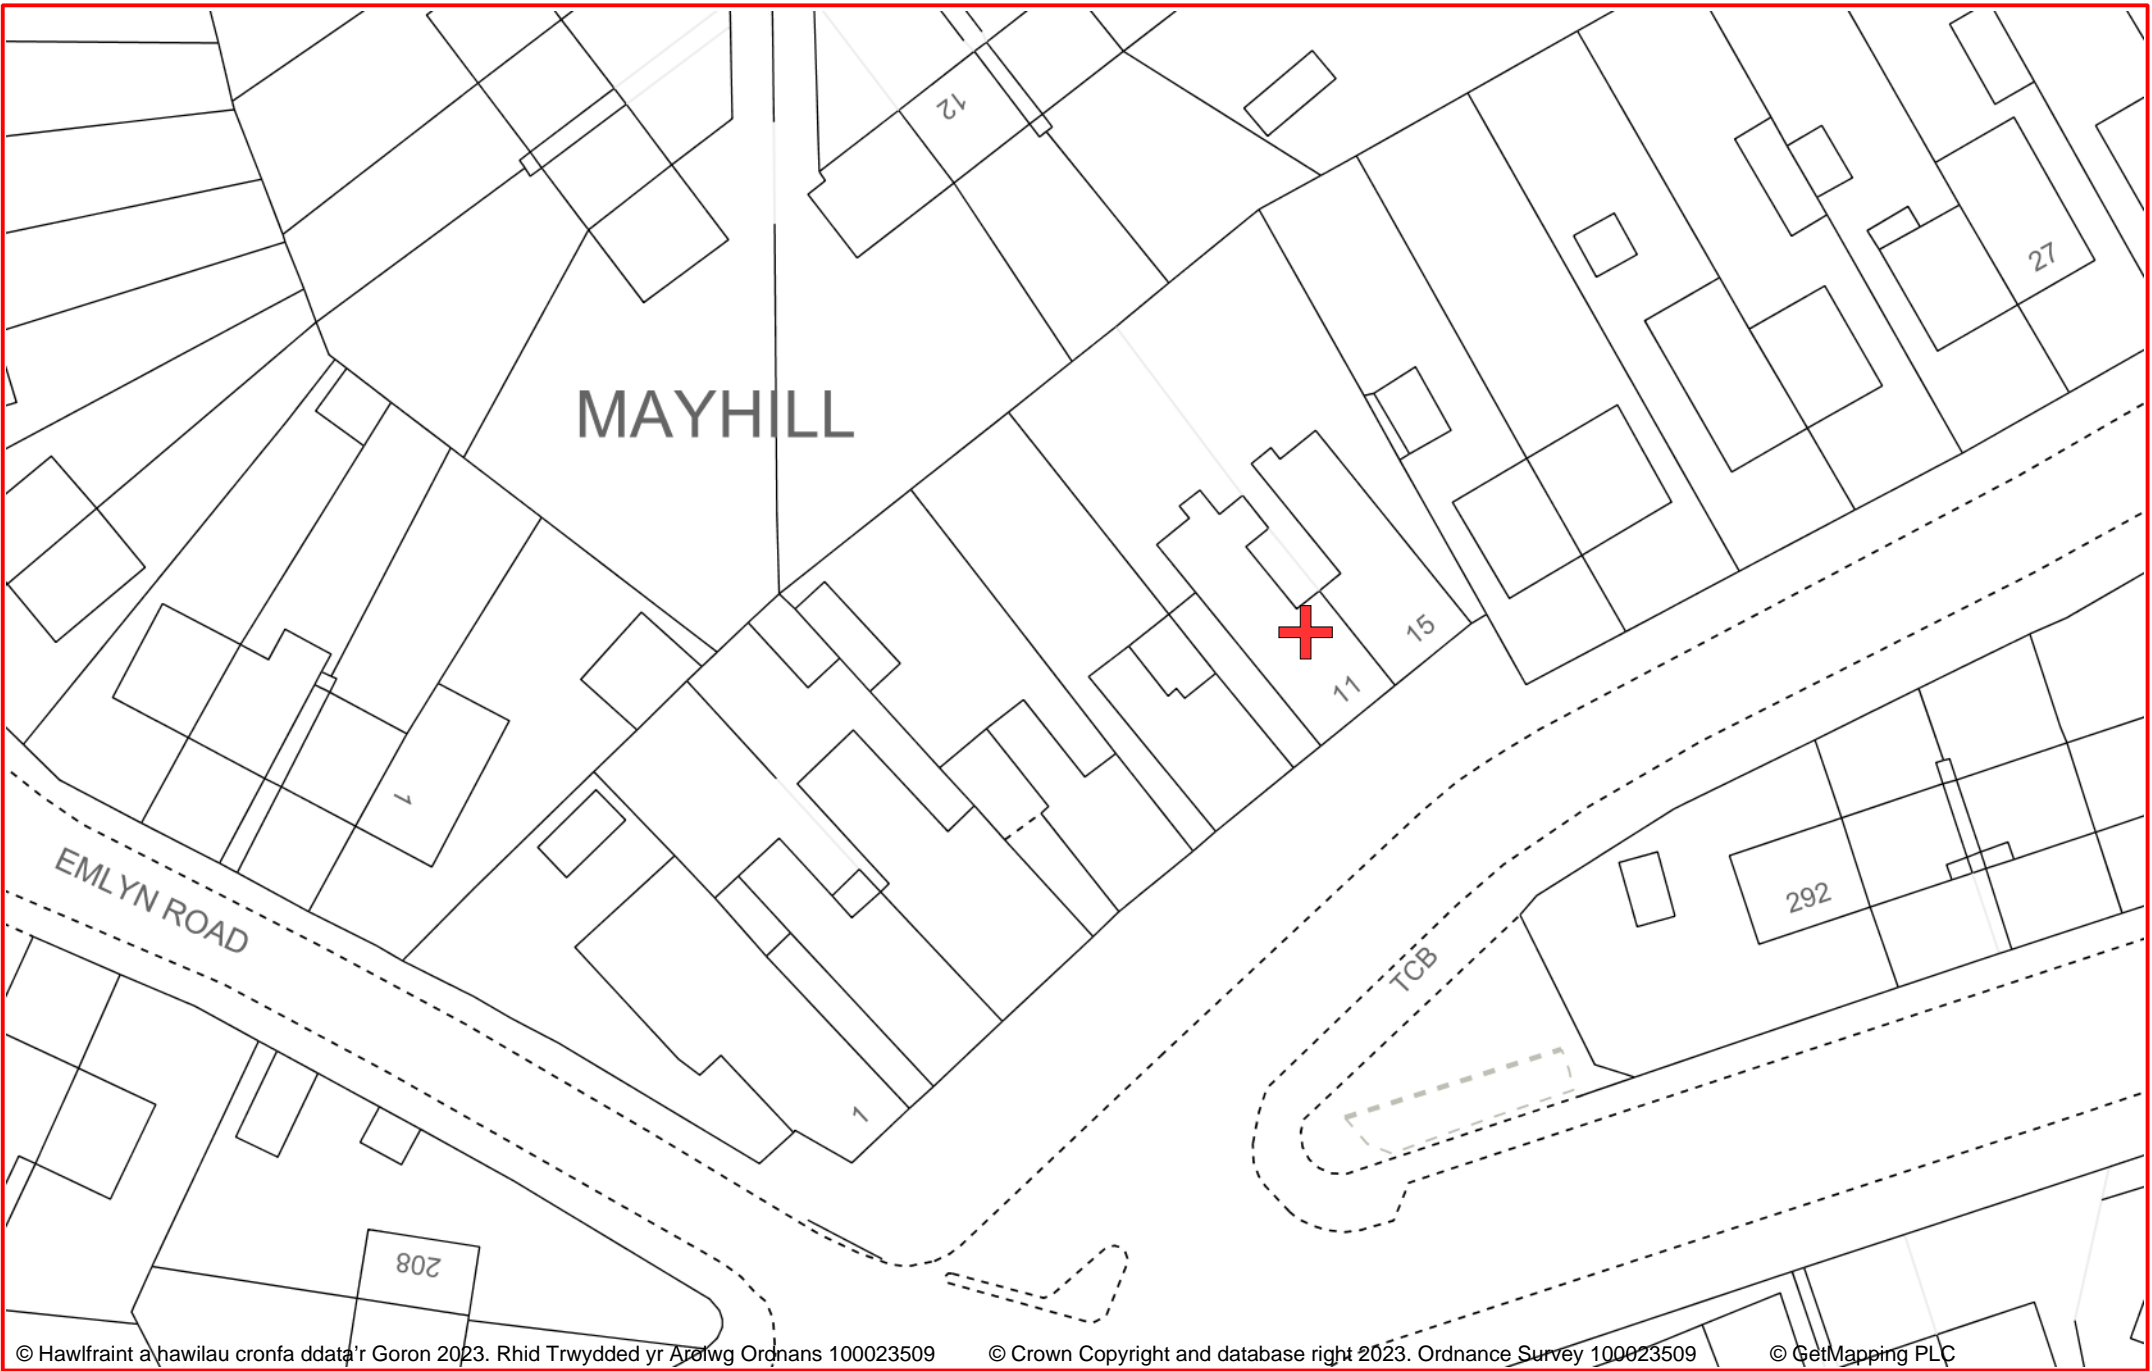 12
27
MAYHILL
15
11
1
292
EMLYN ROAD
TCB
1
208
© Hawlfraint a hawilau cronfa ddata'r Goron 2023. Rhid Trwydded yr Arolwg Ordnans 100023509 © Crown Copyright and database right 2023. Ordnance Survey 100023509 © GetMapping PLC